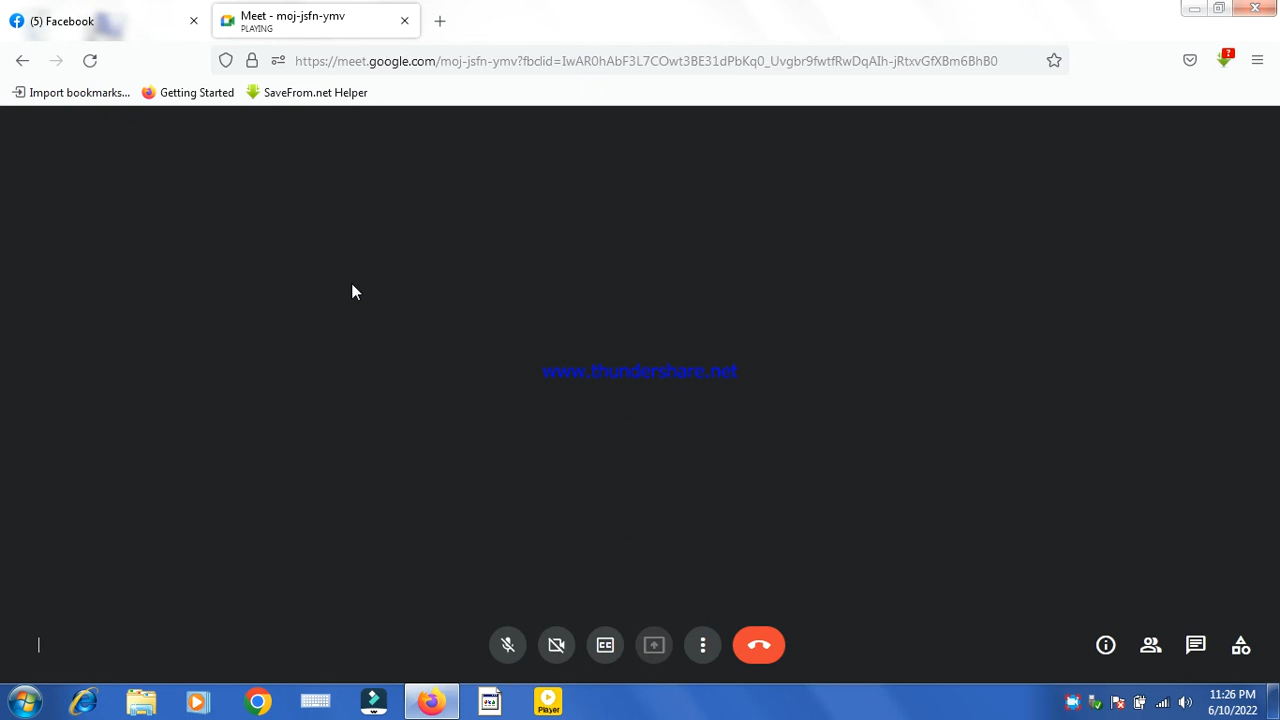 (5) Facebook
Meet - moj-jsfn-ymv
PLAYING
https://meet.google.com/moj-jsfn-ymv?fbclid=IwAR0hAbF3L7COwt3BE31dPbKq0_Uvgbr9fwtfRwDqAIh-jRtxvGfXBm6BhB0
Import bookmarks...
Getting Started
SaveFrom.net Helper
www.thundershare.net
Player
11:26 PM
6/10/2022